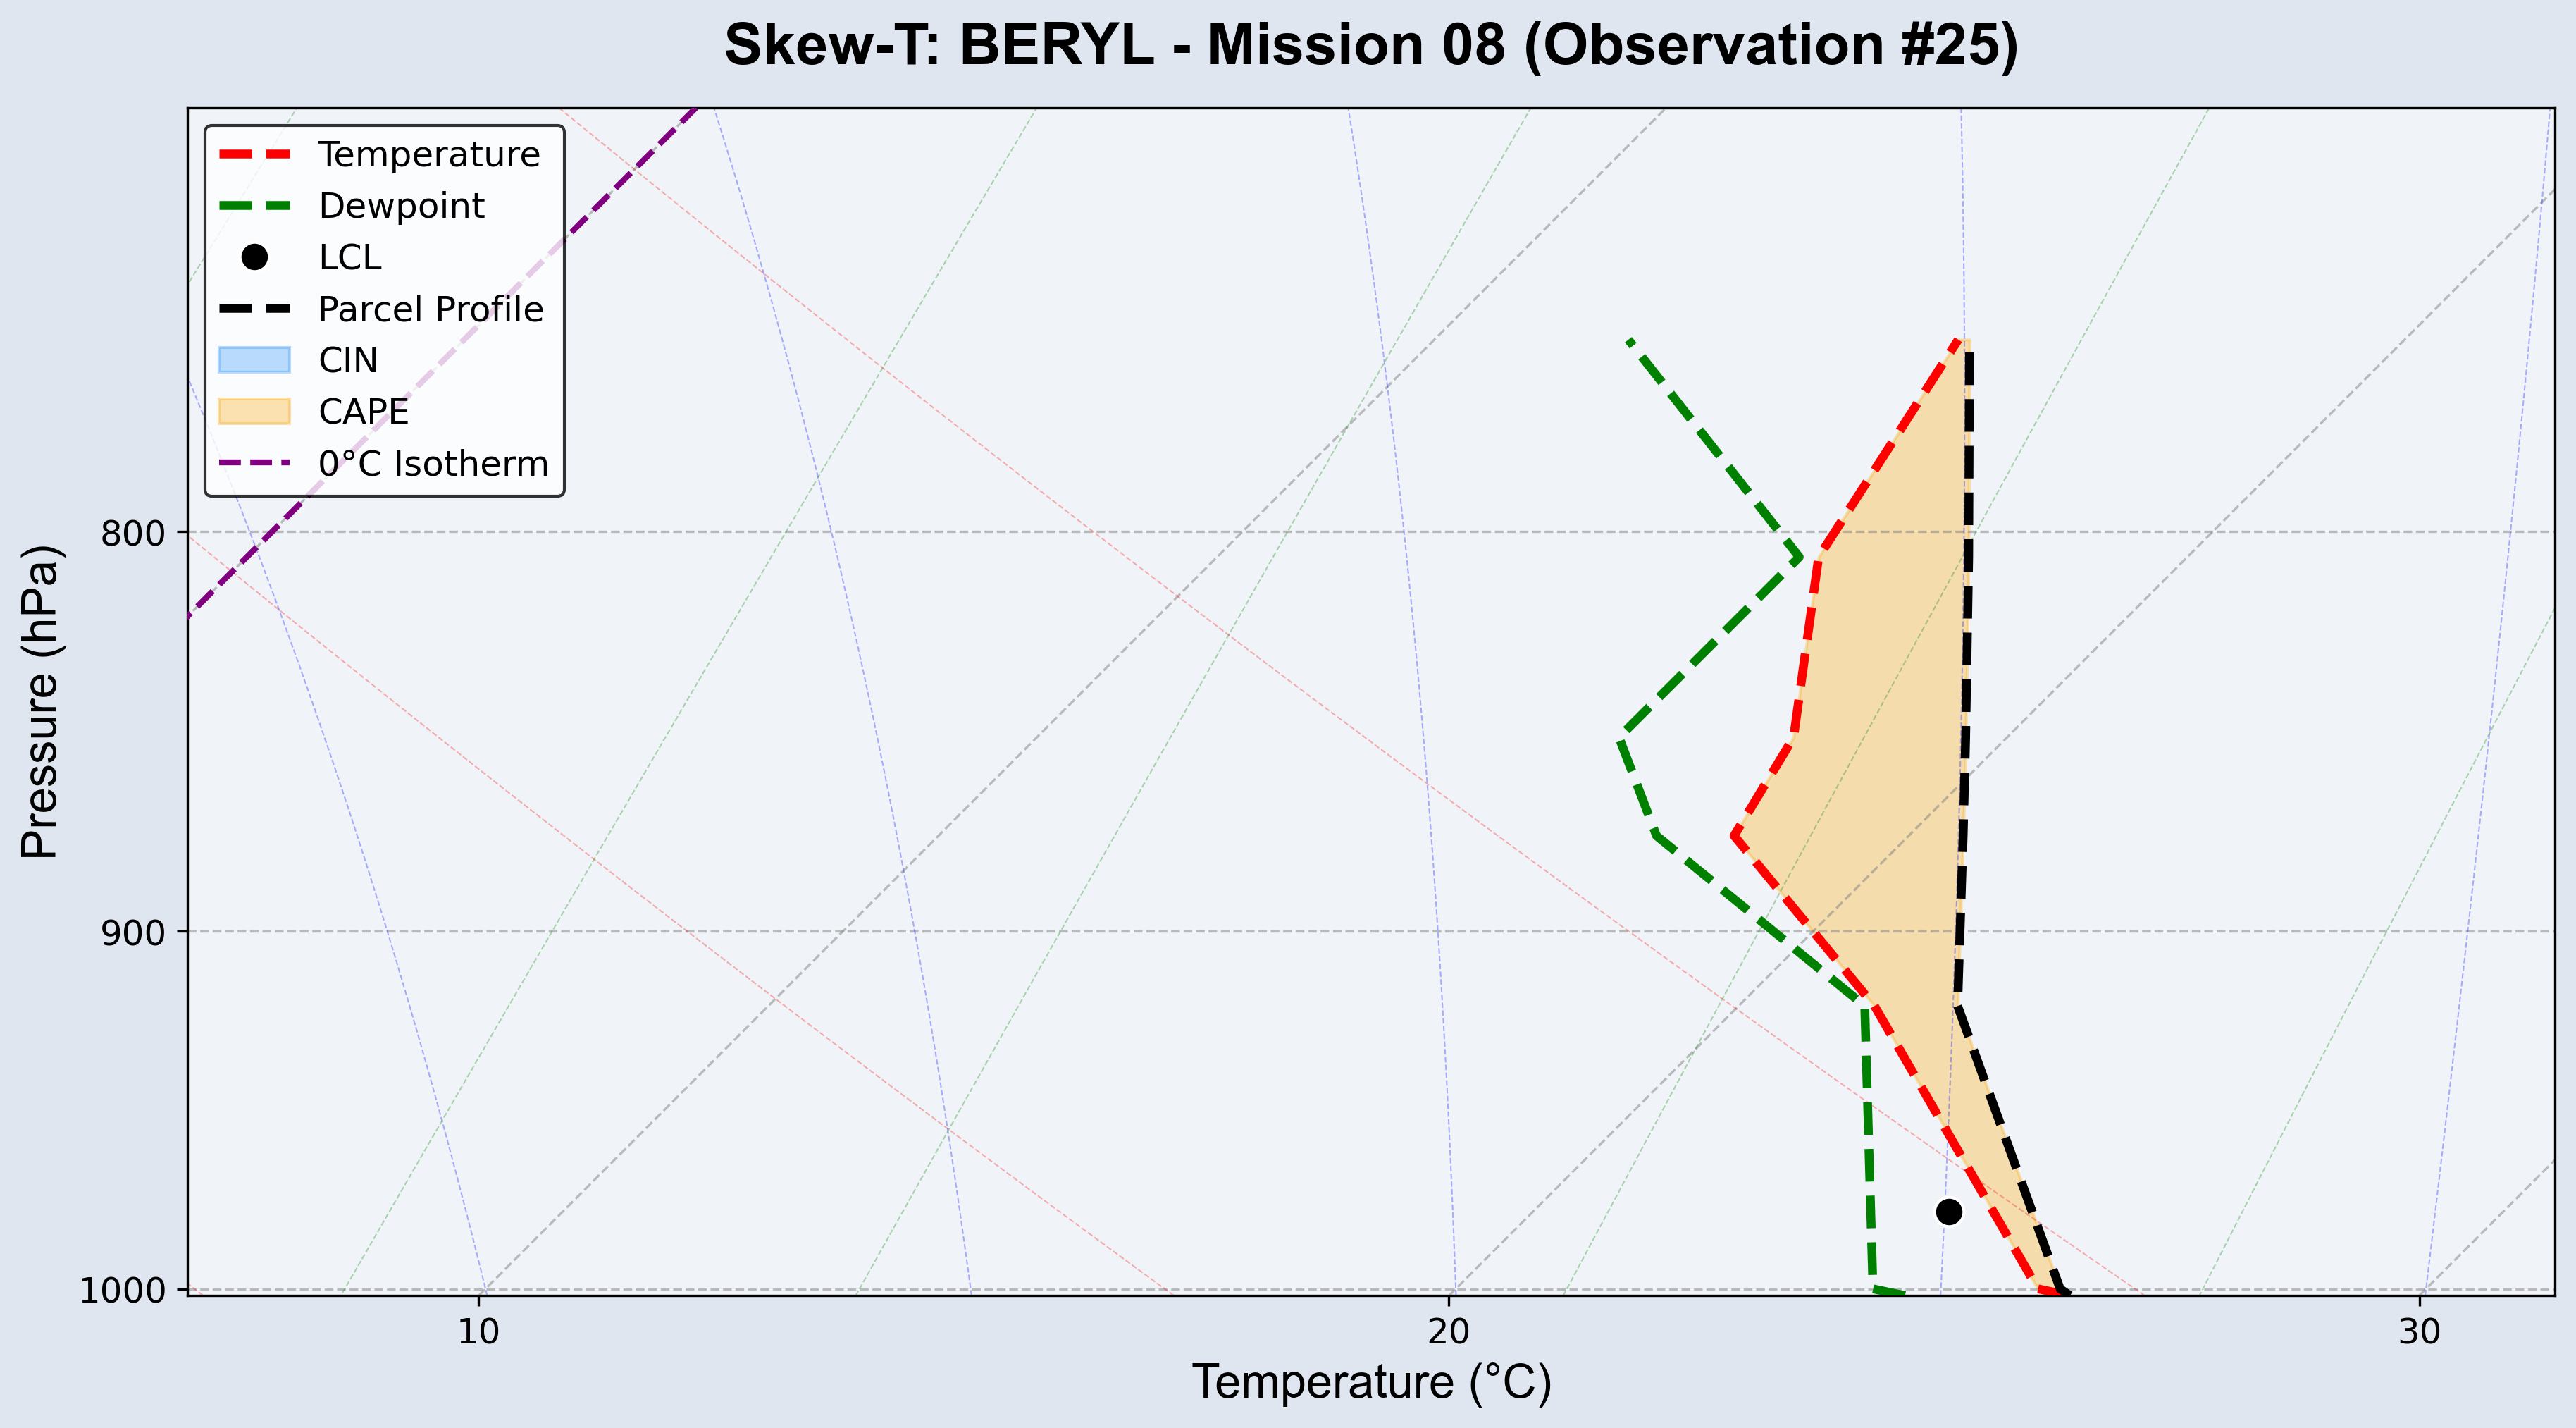 Skew-T: BERYL - Mission 08 (Observation #25)
Temperature
Dewpoint
LCL
Parcel Profile
CIN
CAPE
0°C Isotherm
Pressure (hPa)
800
900
1000
10
20
30
Temperature (°C)